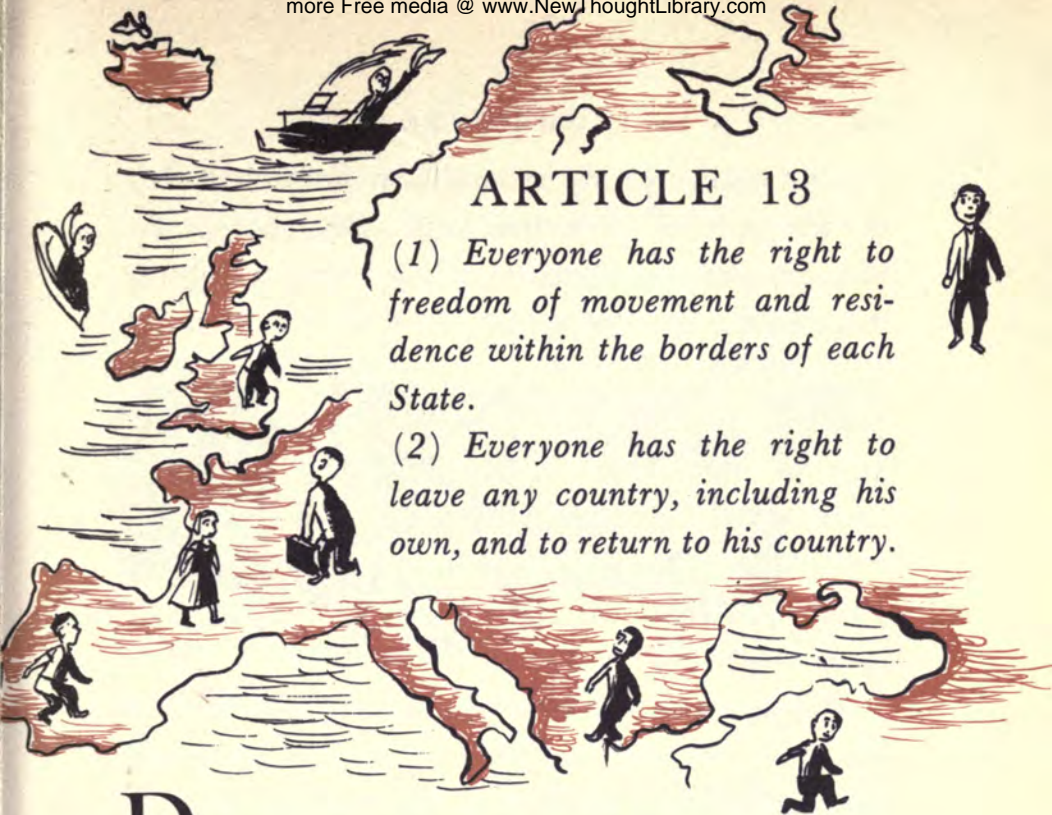 more Free media @ www.NewThoughtLibrary.com
ARTICLE 13
(1) Everyone has the right to
freedom of movement and resi-
dence within the borders of each
State.
(2) Everyone has the right to
leave any country, including his
own, and to return to his country.
D